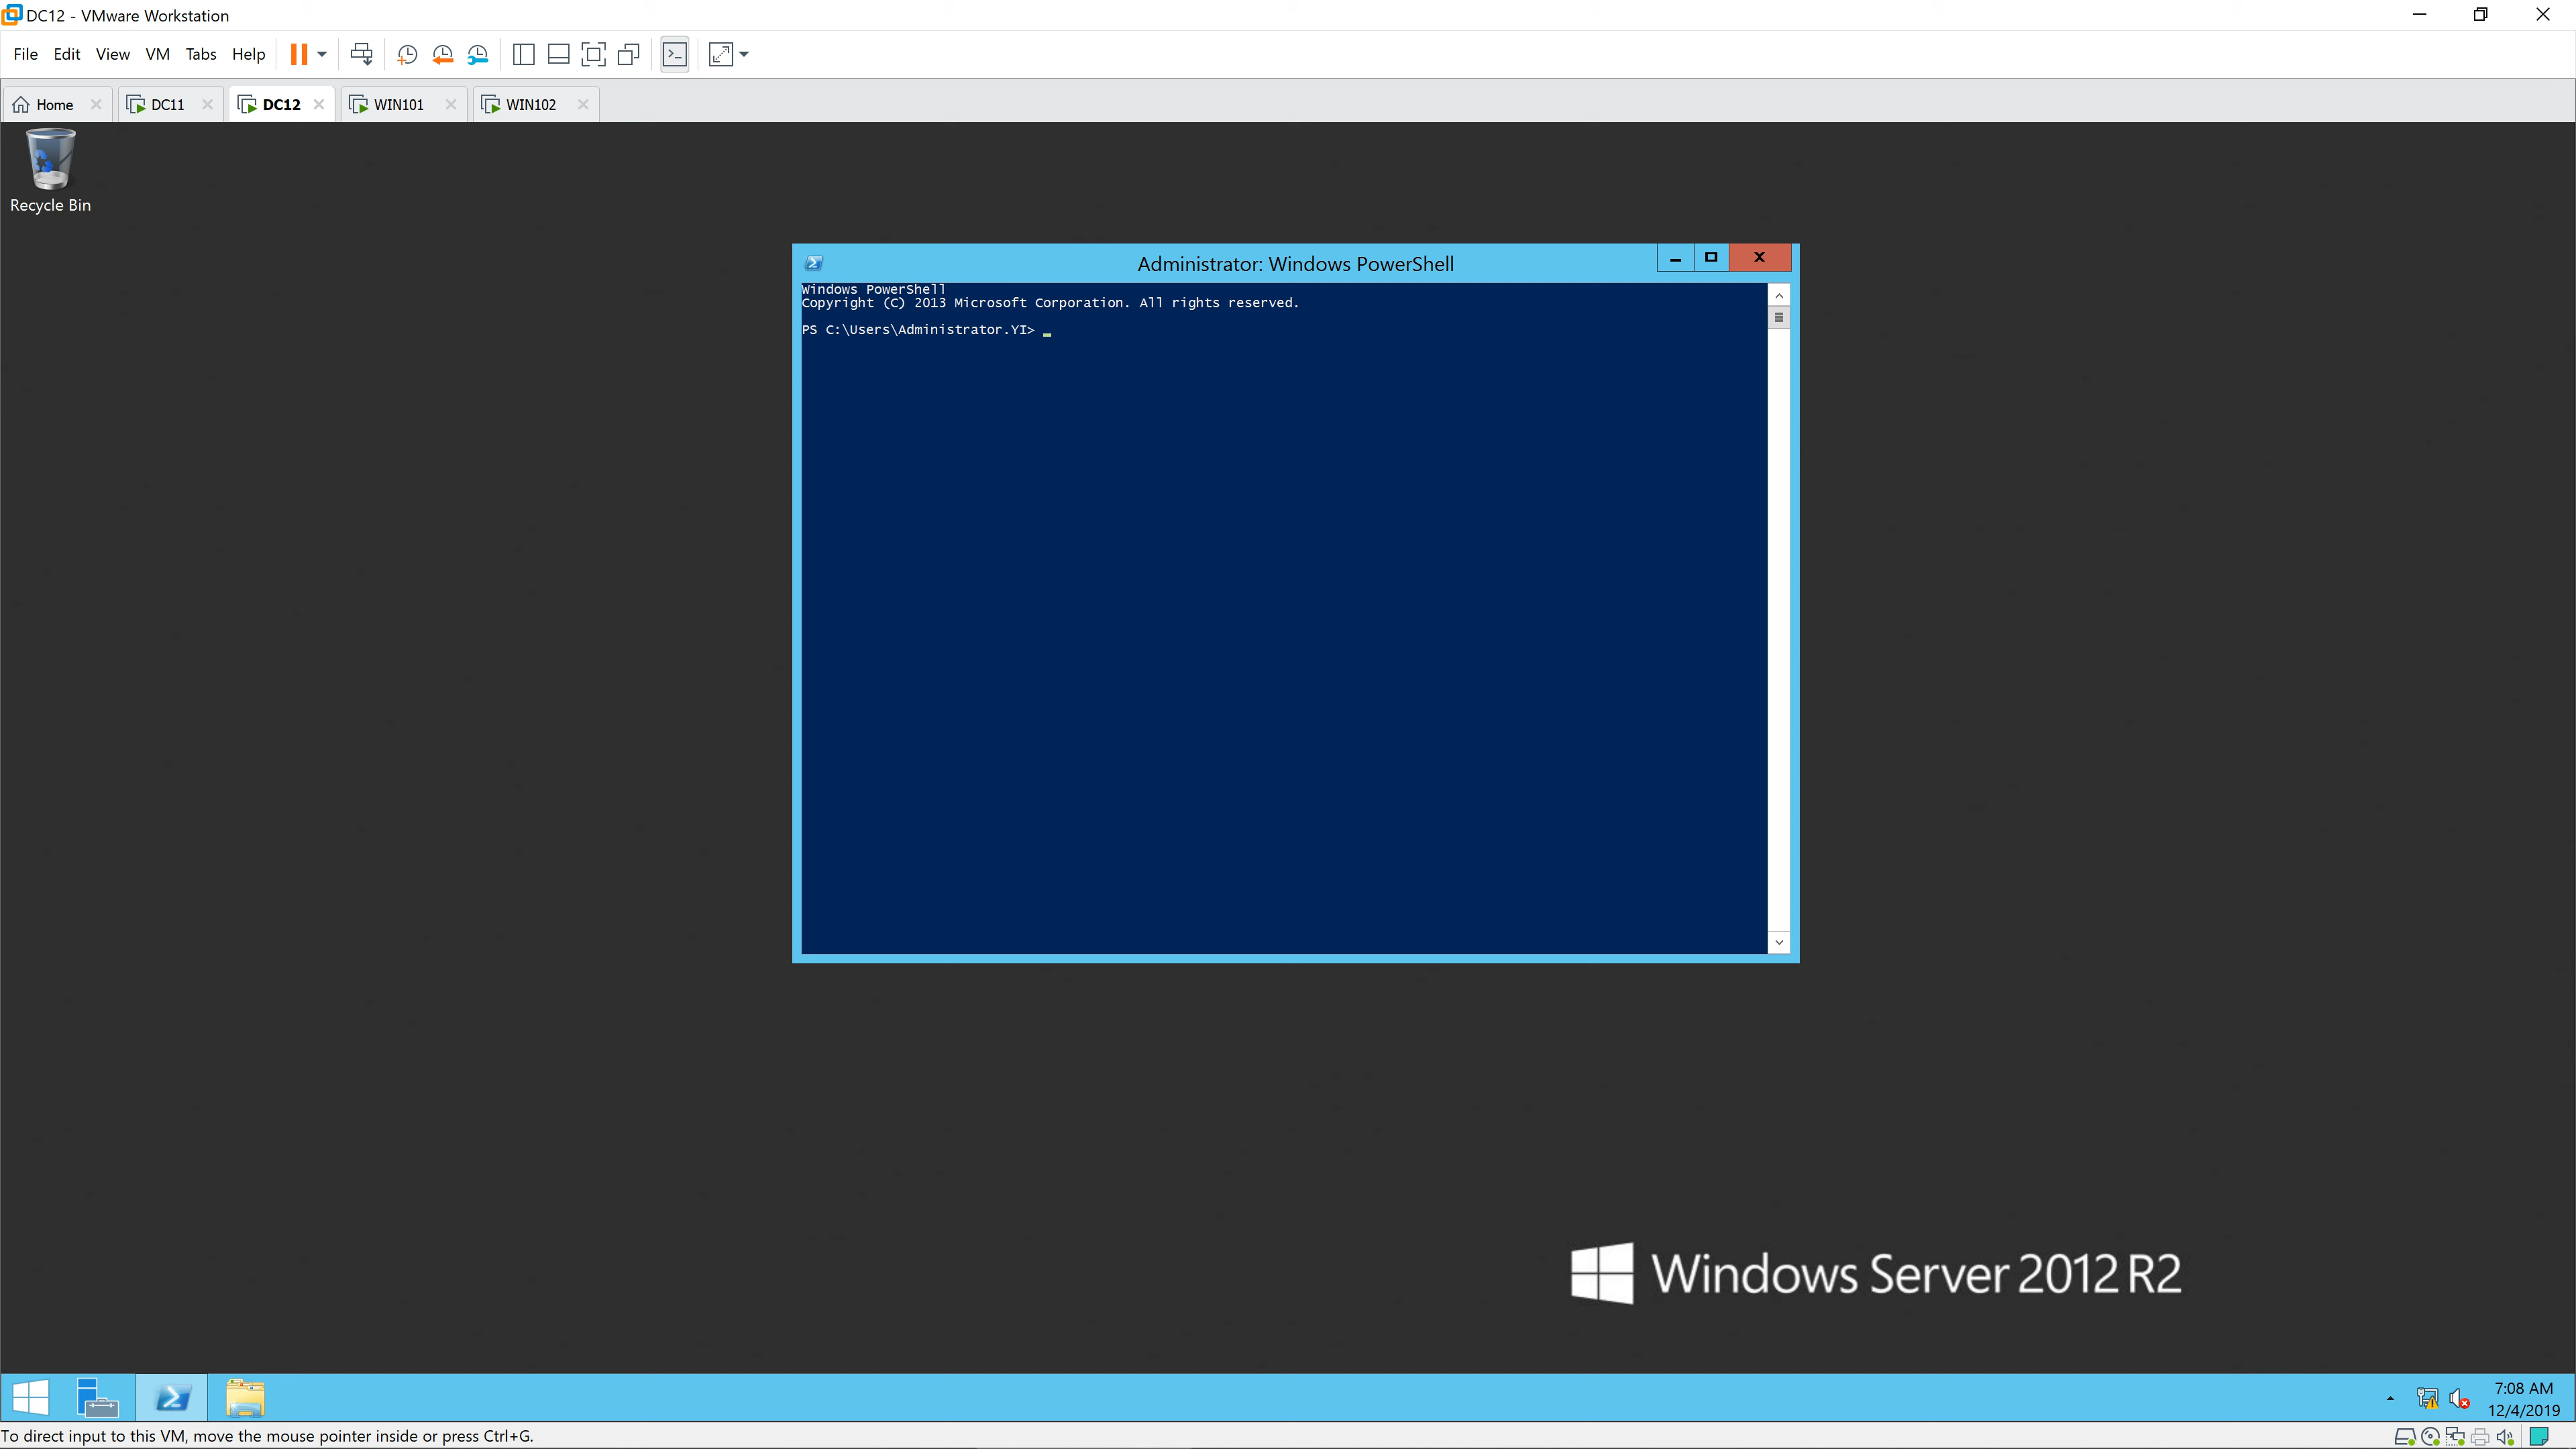 DC12 - VMware Workstation
File Edit View VM Tabs Help
Home DC11 DC12 WIN101 WIN102
Recycle Bin
Administrator: Windows PowerShell
Windows PowerShell
Copyright (C) 2013 Microsoft Corporation. All rights reserved.
PS C:\Users\Administrator.YI>
Windows Server 2012 R2
7:08 AM
12/4/2019
To direct input to this VM, move the mouse pointer inside or press Ctrl+G.